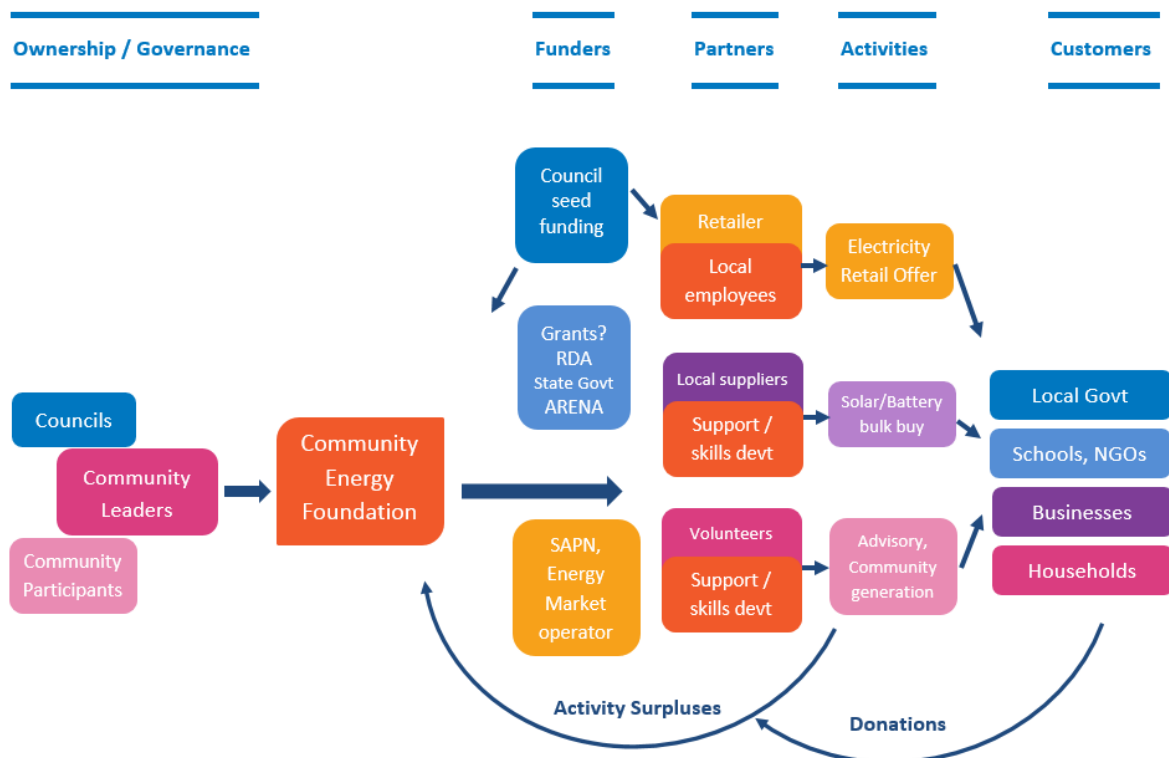 Ownership / Governance
Funders
Partners
Activities
Customers
Councils
Community
Leaders
Community
Participants
Community
Energy
Foundation
Council
seed
funding
Grants?
RDA
State Govt
ARENA
SAPN,
Energy
Market
operator
Retailer
Local
employees
Local suppliers
Support /
skills devt
Volunteers
Support /
skills devt
Electricity
Retail Offer
Solar/Battery
bulk buy
Advisory,
Community
generation
Local Govt
Schools, NGOs
Businesses
Households
Activity Surpluses
Donations